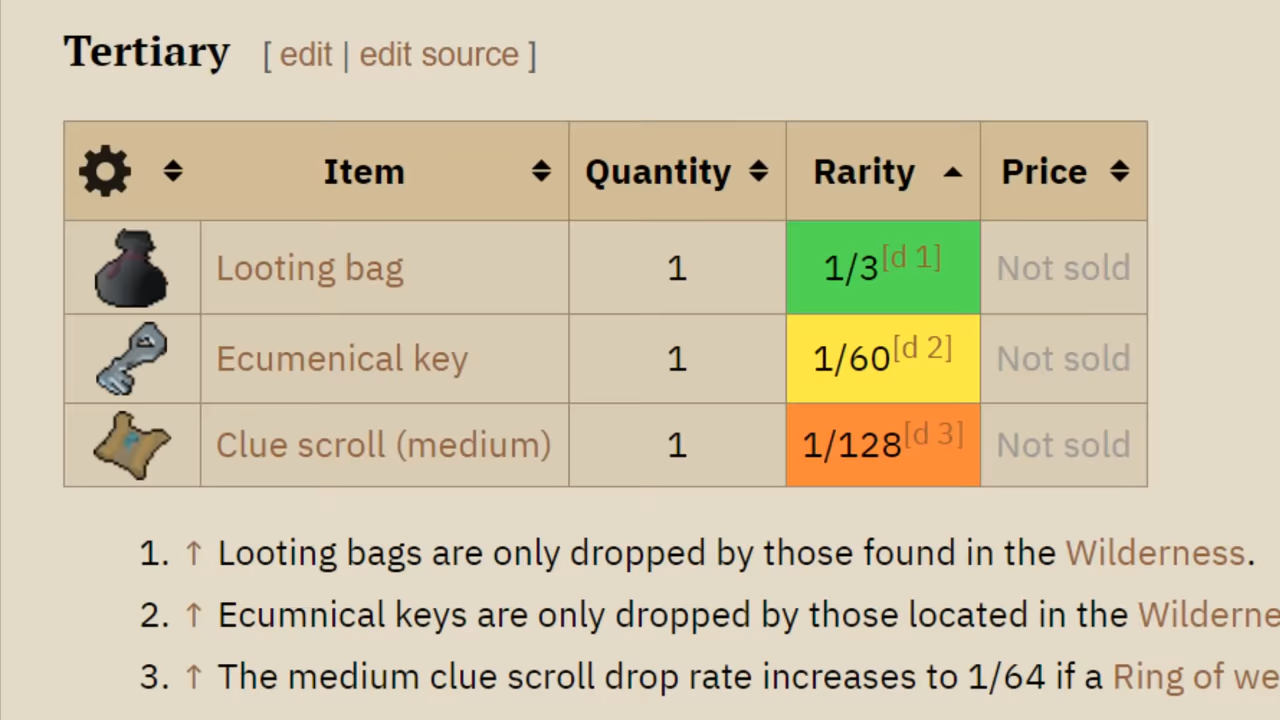 Tertiary [ edit | edit source ]
Item Quantity Rarity Price
Looting bag 1 1/3[d 1] Not sold
Ecumenical key 1 1/60[d 2] Not sold
Clue scroll (medium) 1 1/128[d 3] Not sold
1. ↑ Looting bags are only dropped by those found in the Wilderness.
2. ↑ Ecumnical keys are only dropped by those located in the Wilderne
3. ↑ The medium clue scroll drop rate increases to 1/64 if a Ring of we